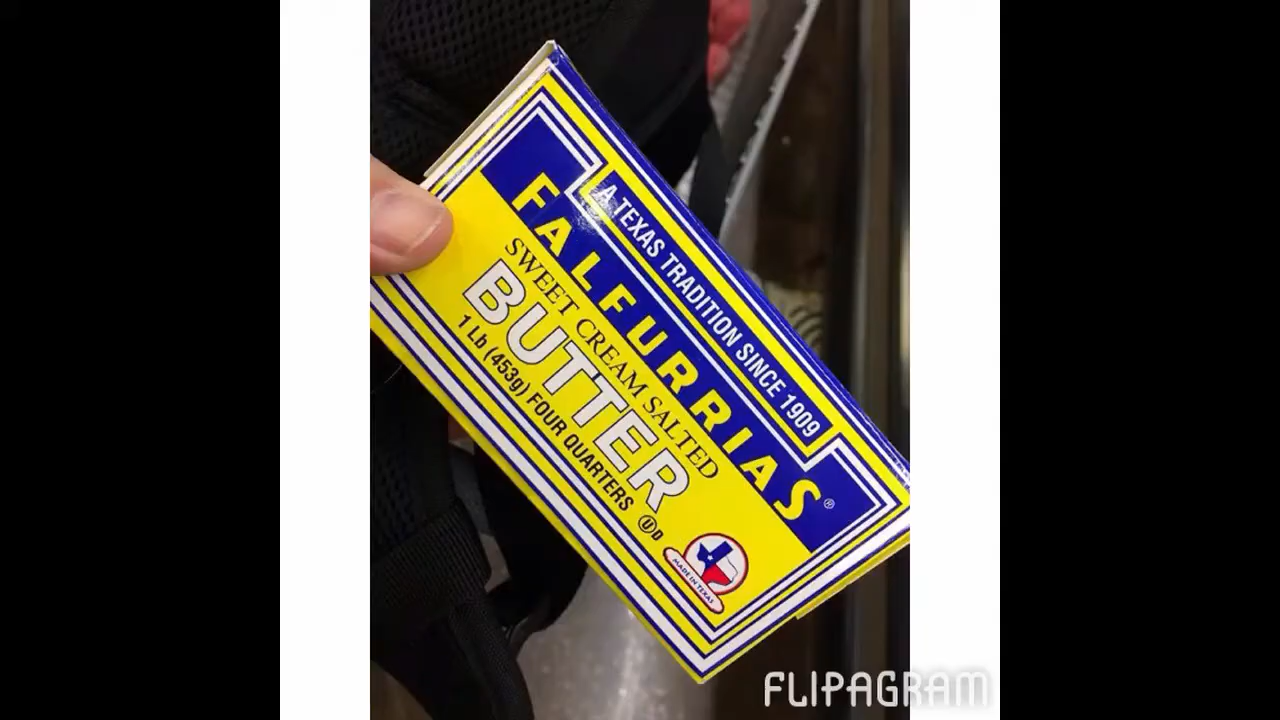 A TEXAS TRADITION SINCE 1909
FALFURRIAS®
SWEET CREAM SALTED
BUTTER
1 Lb (453g) FOUR QUARTERS Ⓤ D
MADE IN TEXAS
FLIPAGRAM